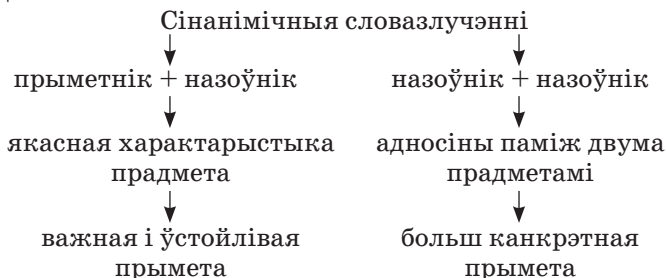 Сінанімічныя словазлучэнні
прыметнік + назоўнік
назоўнік + назоўнік
якасная характарыстыка
прадмета
адносіны паміж двума
прадметамі
важная і ўстойлівая
прымета
больш канкрэтная
прымета